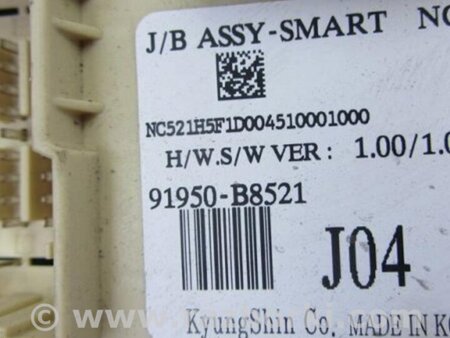 J/B ASSY-SMART NC
NC521H5F1D004510001000
H/W.S/W VER : 1.00/1.0
91950-B8521
J04
KyungShin Co. MADE IN KO